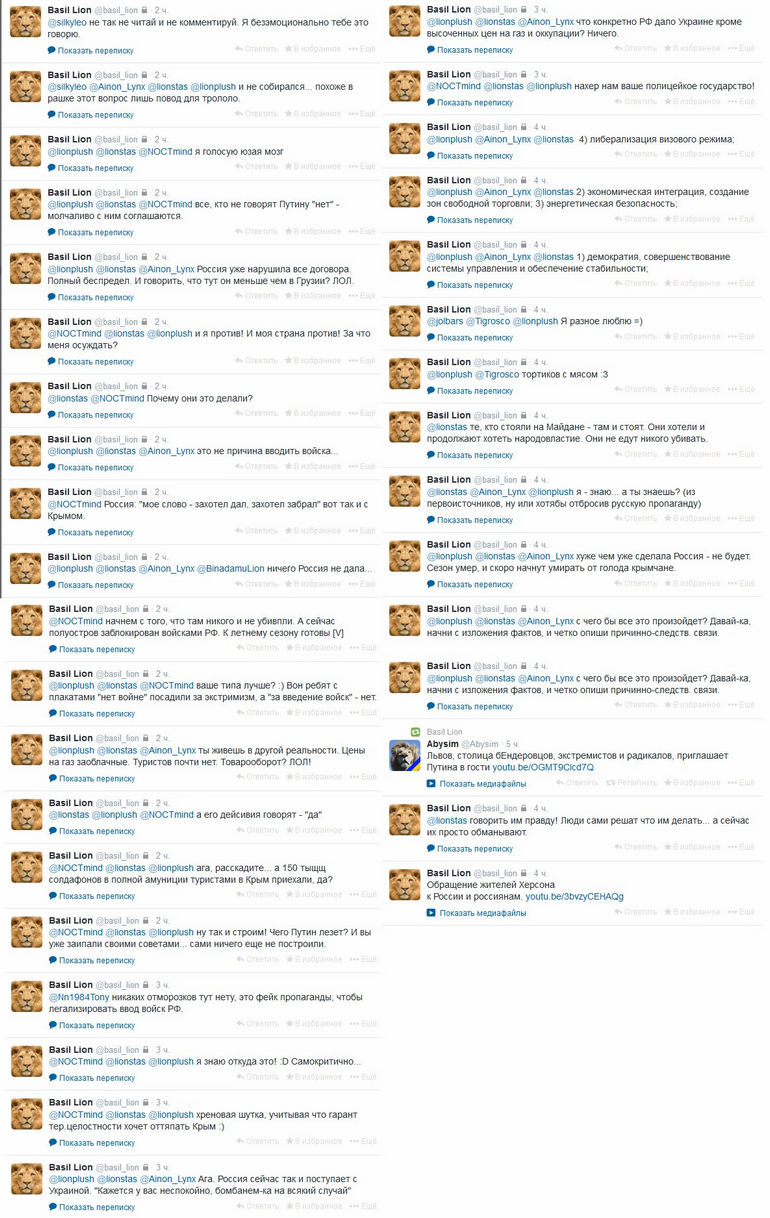 Basil Lion @basil_lion · 2 ч.
@silkyleo не так не читай и не комментируй. Я безэмоционально тебе это
говорю.
Показать переписку Ответить В избранное Ещё
Basil Lion @basil_lion · 2 ч.
@silkyleo @Ainon_Lynx @lionstas @lionplush и не собирался... похоже в
рашке этот вопрос лишь повод для трололо.
Показать переписку Ответить В избранное Ещё
Basil Lion @basil_lion · 2 ч.
@lionplush @lionstas @NOCTmind я голосую юзая мозг
Показать переписку Ответить В избранное Ещё
Basil Lion @basil_lion · 2 ч.
@lionplush @lionstas @NOCTmind все, кто не говорят Путину "нет" -
молчаливо с ним соглашаются.
Показать переписку Ответить В избранное Ещё
Basil Lion @basil_lion · 2 ч.
@lionplush @lionstas @Ainon_Lynx Россия уже нарушила все договора.
Полный беспредел. И говорить, что тут он меньше чем в Грузии? ЛОЛ.
Показать переписку Ответить В избранное Ещё
Basil Lion @basil_lion · 2 ч.
@NOCTmind @lionstas @lionplush и я против! И моя страна против! За что
меня осуждать?
Показать переписку Ответить В избранное Ещё
Basil Lion @basil_lion · 2 ч.
@lionstas @NOCTmind Почему они это делали?
Показать переписку Ответить В избранное Ещё
Basil Lion @basil_lion · 2 ч.
@lionplush @lionstas @Ainon_Lynx это не причина вводить войска...
Показать переписку Ответить В избранное Ещё
Basil Lion @basil_lion · 2 ч.
@NOCTmind Россия: "мое слово - захотел дал, захотел забрал" вот так и с
Крымом.
Показать переписку Ответить В избранное Ещё
Basil Lion @basil_lion · 2 ч.
@lionplush @lionstas @Ainon_Lynx @BinadamuLion ничего Россия не дала...
Показать переписку Ответить В избранное Ещё
Basil Lion @basil_lion · 2 ч.
@NOCTmind начнем с того, что там никого и не убивпли. А сейчас
полуостров заблокирован войсками РФ. К летнему сезону готовы [V]
Показать переписку Ответить В избранное Ещё
Basil Lion @basil_lion · 2 ч.
@lionplush @lionstas @NOCTmind ваше типа лучше? :) Вон ребят с
плакатами "нет войне" посадили за экстримизм, а "за введение войск" - нет.
Показать переписку Ответить В избранное Ещё
Basil Lion @basil_lion · 2 ч.
@lionplush @lionstas @Ainon_Lynx ты живешь в другой реальности. Цены
на газ заоблачные. Туристов почти нет. Товарооборот? ЛОЛ!
Показать переписку Ответить В избранное Ещё
Basil Lion @basil_lion · 2 ч.
@lionstas @lionplush @NOCTmind а его дейсивия говорят - "да"
Показать переписку Ответить В избранное Ещё
Basil Lion @basil_lion · 2 ч.
@NOCTmind @lionstas @lionplush ага, расскадите... а 150 тыщщ
солдафонов в полной амуниции туристами в Крым приехали, да?
Показать переписку Ответить В избранное Ещё
Basil Lion @basil_lion · 2 ч.
@NOCTmind @lionstas @lionplush ну так и строим! Чего Путин лезет? И вы
уже заипали своими советами... сами ничего еще не построили.
Показать переписку Ответить В избранное Ещё
Basil Lion @basil_lion · 3 ч.
@Nn1984Tony никаких отморозков тут нету, это фейк пропаганды, чтобы
легализировать ввод войск РФ.
Показать переписку Ответить В избранное Ещё
Basil Lion @basil_lion · 3 ч.
@NOCTmind @lionstas @lionplush я знаю откуда это! :D Самокритично...
Показать переписку Ответить В избранное Ещё
Basil Lion @basil_lion · 3 ч.
@NOCTmind @lionstas @lionplush хреновая шутка, учитывая что гарант
тер.целостности хочет оттяпать Крым :)
Показать переписку Ответить В избранное Ещё
Basil Lion @basil_lion · 3 ч.
@lionplush @lionstas @Ainon_Lynx Ага. Россия сейчас так и поступает с
Украиной. "Кажется у вас неспокойно, бомбанем-ка на всякий случай"
Показать переписку Ответить В избранное Ещё
Basil Lion @basil_lion · 3 ч.
@lionplush @lionstas @Ainon_Lynx что конкретно РФ дало Украине кроме
высоченных цен на газ и оккупации? Ничего.
Показать переписку Ответить В избранное Ещё
Basil Lion @basil_lion · 3 ч.
@NOCTmind @lionstas @lionplush нахер нам ваше полицейкое государство!
Показать переписку Ответить В избранное Ещё
Basil Lion @basil_lion · 4 ч.
@lionplush @Ainon_Lynx @lionstas 4) либерализация визового режима;
Показать переписку Ответить В избранное Ещё
Basil Lion @basil_lion · 4 ч.
@lionplush @Ainon_Lynx @lionstas 2) экономическая интеграция, создание
зон свободной торговли; 3) энергетическая безопасность;
Показать переписку Ответить В избранное Ещё
Basil Lion @basil_lion · 4 ч.
@lionplush @lionstas @Ainon_Lynx 1) демократия, совершенствование
системы управления и обеспечение стабильности;
Показать переписку Ответить В избранное Ещё
Basil Lion @basil_lion · 4 ч.
@jolbars @Tigrosco @lionplush Я разное люблю =)
Показать переписку Ответить В избранное Ещё
Basil Lion @basil_lion · 4 ч.
@lionplush @Tigrosco тортиков с мясом :3
Показать переписку Ответить В избранное Ещё
Basil Lion @basil_lion · 4 ч.
@lionstas те, кто стояли на Майдане - там и стоят. Они хотели и
продолжают хотеть народовластие. Они не едут никого убивать.
Показать переписку Ответить В избранное Ещё
Basil Lion @basil_lion · 4 ч.
@lionstas @Ainon_Lynx @lionplush я - знаю... а ты знаешь? (из
первоисточников, ну или хотябы отбросив русскую пропаганду)
Показать переписку Ответить В избранное Ещё
Basil Lion @basil_lion · 4 ч.
@lionplush @lionstas @Ainon_Lynx хуже чем уже сделала Россия - не будет.
Сезон умер, и скоро начнут умирать от голода крымчане.
Показать переписку Ответить В избранное Ещё
Basil Lion @basil_lion · 4 ч.
@lionplush @lionstas @Ainon_Lynx с чего бы все это произойдет? Давай-ка,
начни с изложения фактов, и четко опиши причинно-следств. связи.
Basil Lion @basil_lion · 4 ч.
@lionplush @lionstas @Ainon_Lynx с чего бы все это произойдет? Давай-ка,
начни с изложения фактов, и четко опиши причинно-следств. связи.
Показать переписку Ответить В избранное Ещё
Basil Lion
Abysim @Abysim · 5 ч.
Львов, столица бЕндеровцов, экстремистов и радикалов, приглашает
Путина в гости youtu.be/OGMT9Clcd7Q
Показать медиафайлы Ответить Ретвитнуть В избранное Ещё
Basil Lion @basil_lion · 4 ч.
@lionstas говорить им правду! Люди сами решат что им делать... а сейчас
их просто обманывают.
Показать переписку Ответить В избранное Ещё
Basil Lion @basil_lion · 4 ч.
Обращение жителей Херсона
к России и россиянам. youtu.be/3bvzyCEHAQg
Показать медиафайлы Ответить В избранное Ещё